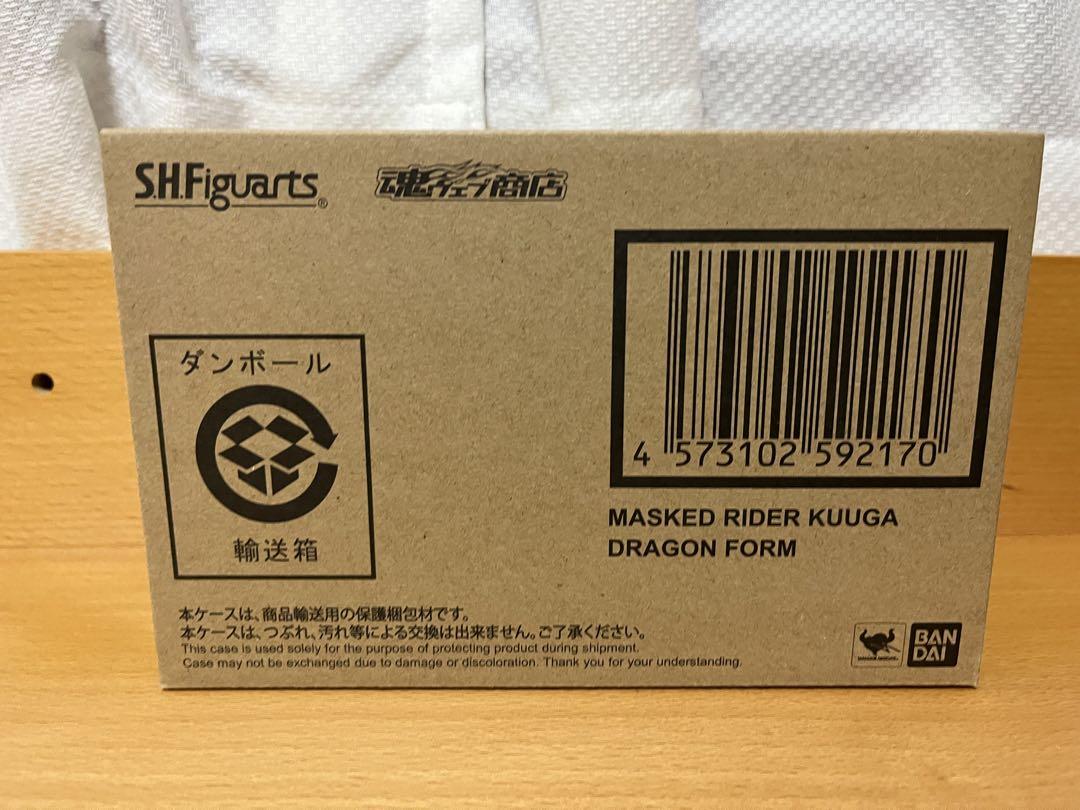 S.H.Figuarts®
魂ウェブ商店
ダンボール
輸送箱
4 573102 592170
MASKED RIDER KUUGA
DRAGON FORM
本ケースは、商品輸送用の保護梱包材です。
本ケースは、つぶれ、汚れ等による交換は出来ません。ご了承ください。
This case is used solely for the purpose of protecting product during shipment.
Case may not be exchanged due to damage or discoloration. Thank you for your understanding.
BAN
DAI